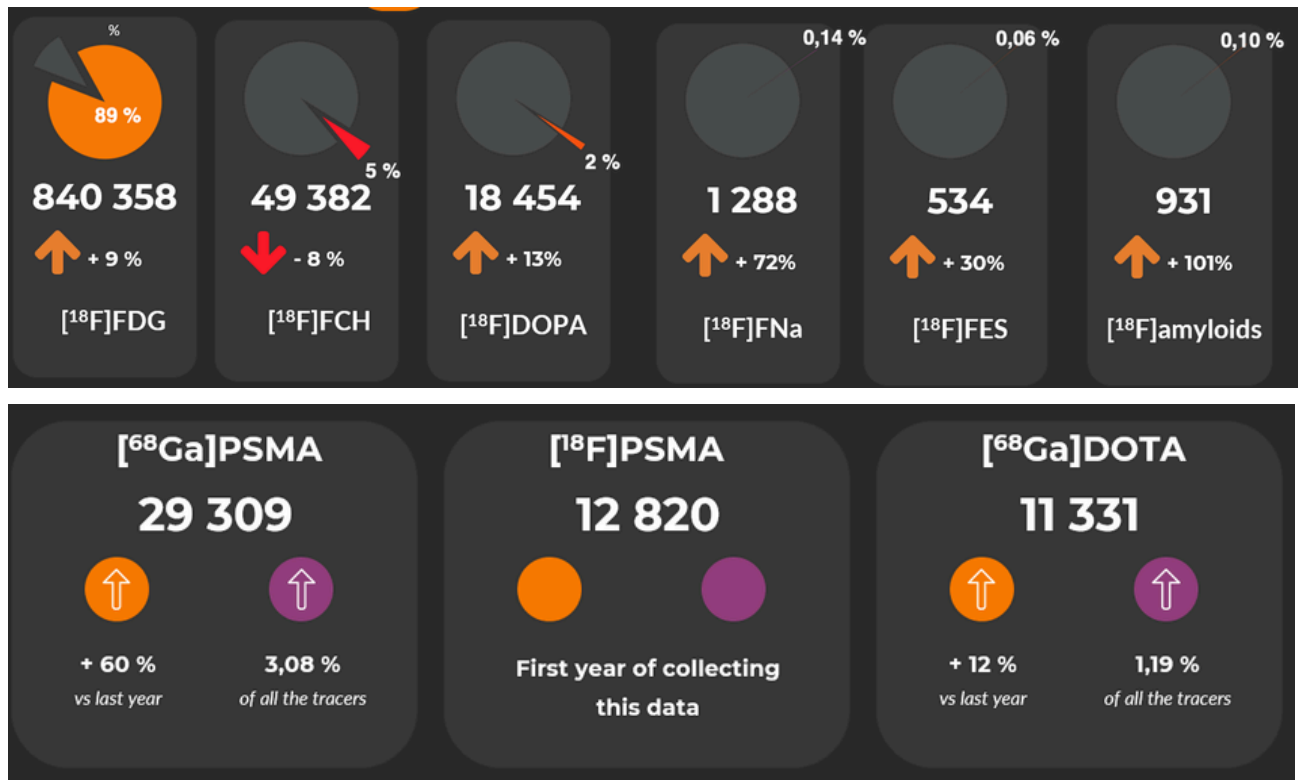 %
89 %
840 358
+ 9 %
[¹⁸F]FDG
5 %
49 382
- 8 %
[¹⁸F]FCH
2 %
18 454
+ 13%
[¹⁸F]DOPA
0,14 %
1 288
+ 72%
[¹⁸F]FNa
0,06 %
534
+ 30%
[¹⁸F]FES
0,10 %
931
+ 101%
[¹⁸F]amyloids
[⁶⁸Ga]PSMA
29 309
+ 60 %
vs last year
3,08 %
of all the tracers
[¹⁸F]PSMA
12 820
First year of collecting
this data
[⁶⁸Ga]DOTA
11 331
+ 12 %
vs last year
1,19 %
of all the tracers